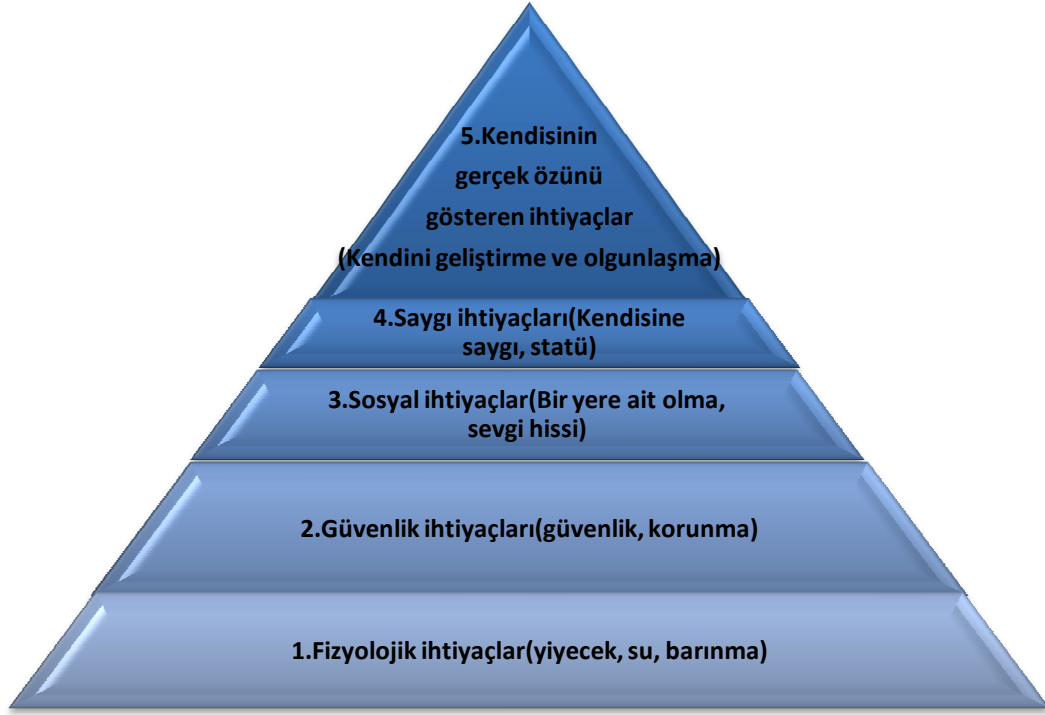 5.Kendisinin
gerçek özünü
gösteren ihtiyaçlar
(Kendini geliştirme ve olgunlaşma)
4.Saygı ihtiyaçları(Kendisine
saygı, statü)
3.Sosyal ihtiyaçlar(Bir yere ait olma,
sevgi hissi)
2.Güvenlik ihtiyaçları(güvenlik, korunma)
1.Fizyolojik ihtiyaçlar(yiyecek, su, barınma)